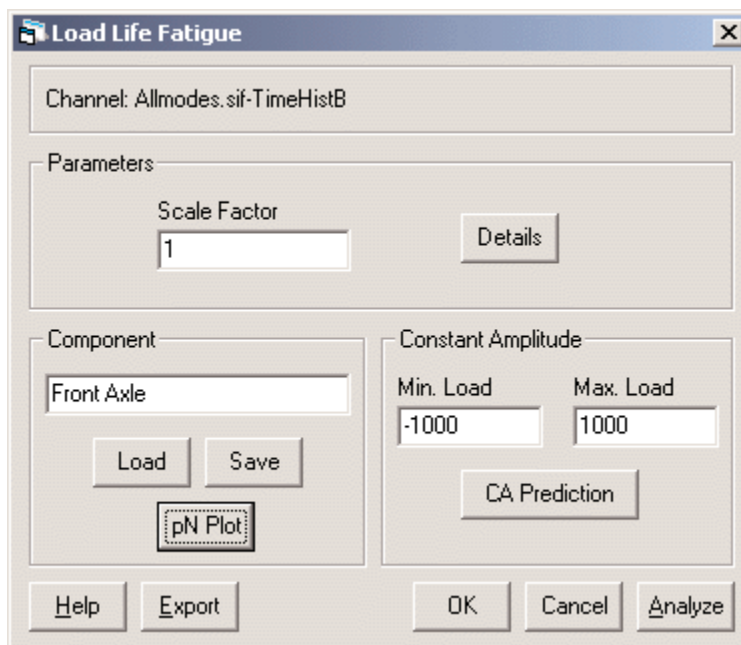 Load Life Fatigue
Channel: Allmodes.sif-TimeHistB
Parameters
Scale Factor
1
Details
Component
Front Axle
Load Save
pN Plot
Constant Amplitude
Min. Load Max. Load
-1000 1000
CA Prediction
Help Export OK Cancel Analyze